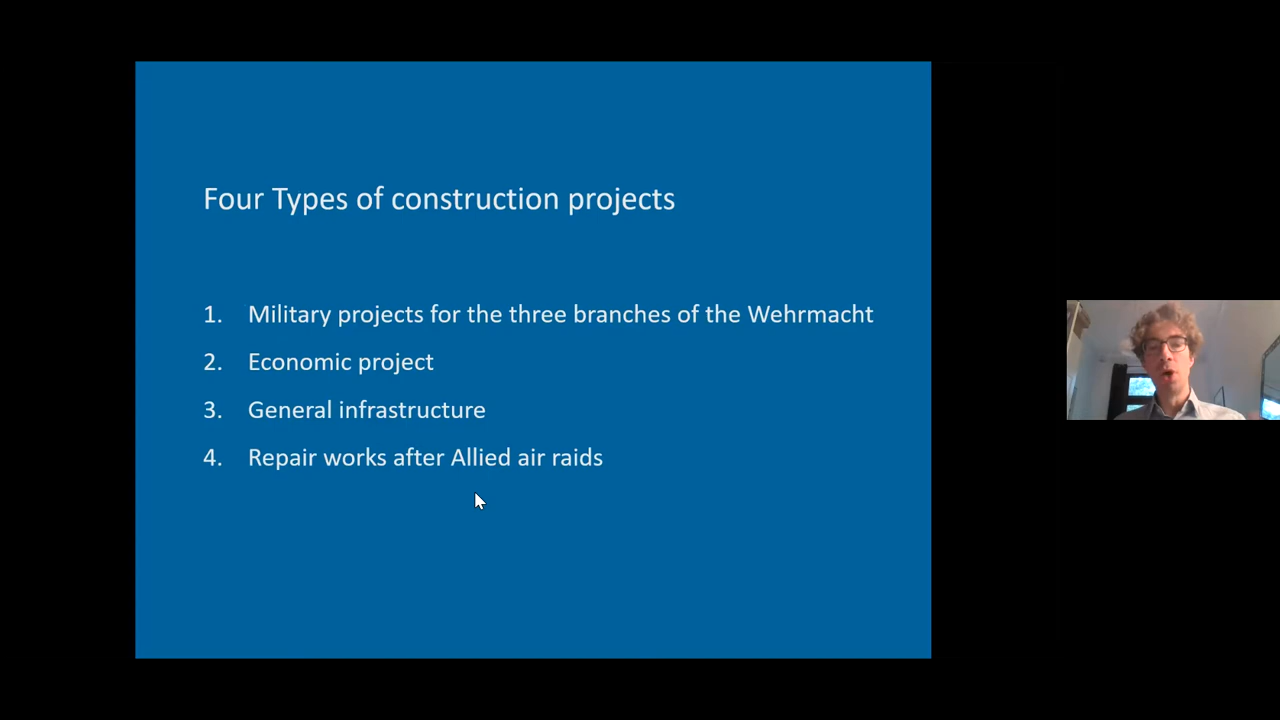 Four Types of construction projects
1. Military projects for the three branches of the Wehrmacht
2. Economic project
3. General infrastructure
4. Repair works after Allied air raids